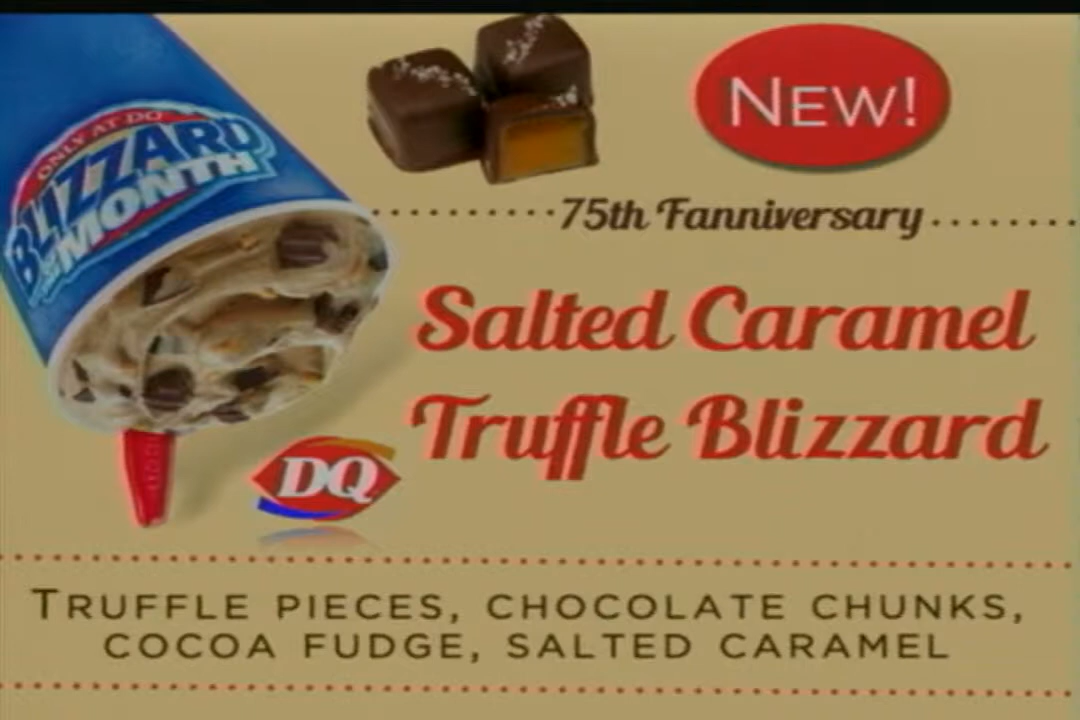 ONLY AT DQ
BLIZZARD
of the MONTH
NEW!
75th Fanniversary
Salted Caramel
Truffle Blizzard
DQ
TRUFFLE PIECES, CHOCOLATE CHUNKS,
COCOA FUDGE, SALTED CARAMEL